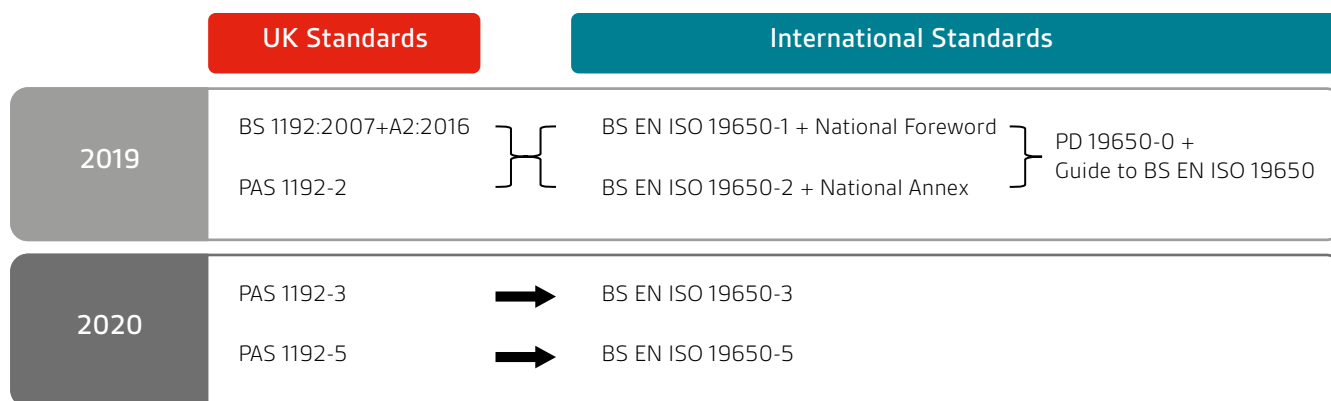 UK Standards
International Standards
2019
BS 1192:2007+A2:2016
BS EN ISO 19650-1 + National Foreword
PAS 1192-2
BS EN ISO 19650-2 + National Annex
PD 19650-0 +
Guide to BS EN ISO 19650
2020
PAS 1192-3
BS EN ISO 19650-3
PAS 1192-5
BS EN ISO 19650-5